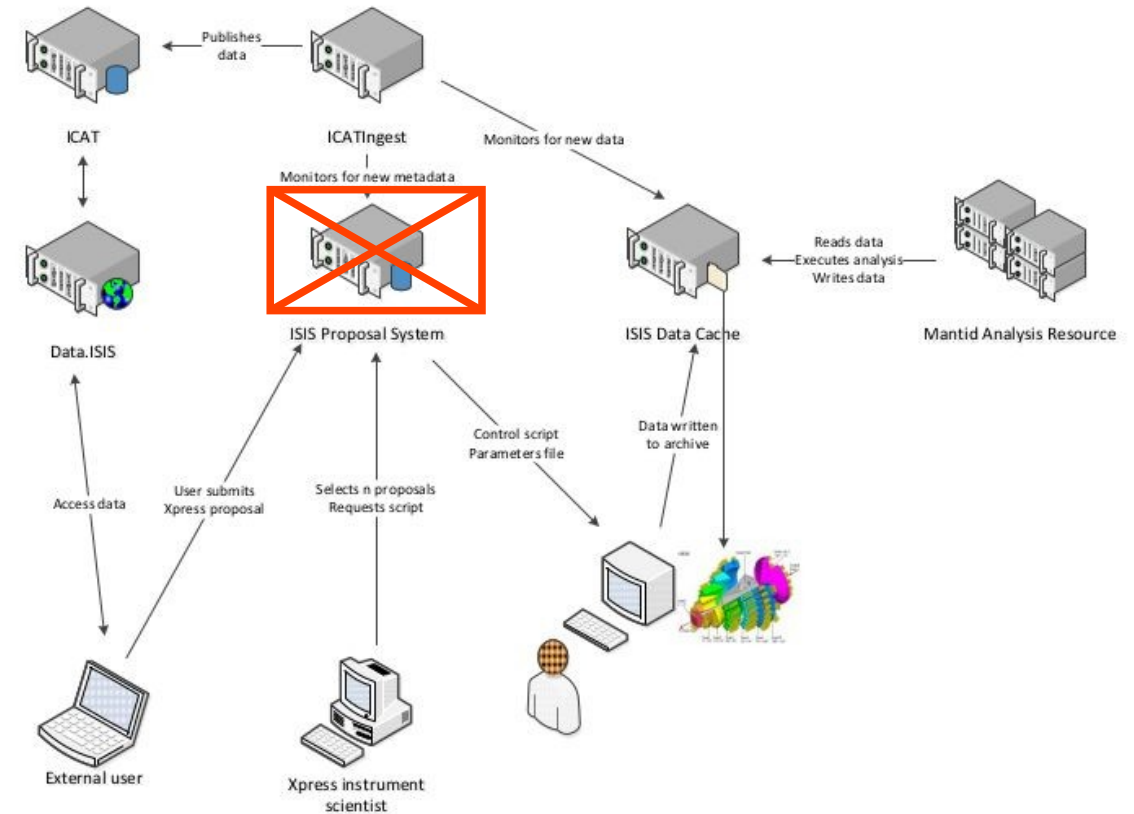 Publishes
data
ICAT
ICATIngest
Monitors for new data
Monitors for new metadata
Reads data
Executes analysis
Writes data
Data.ISIS
ISIS Proposal System
ISIS Data Cache
Mantid Analysis Resource
Control script
Parameters file
Data written
to archive
Access data
User submits
Xpress proposal
Selects n proposals
Requests script
External user
Xpress instrument
scientist